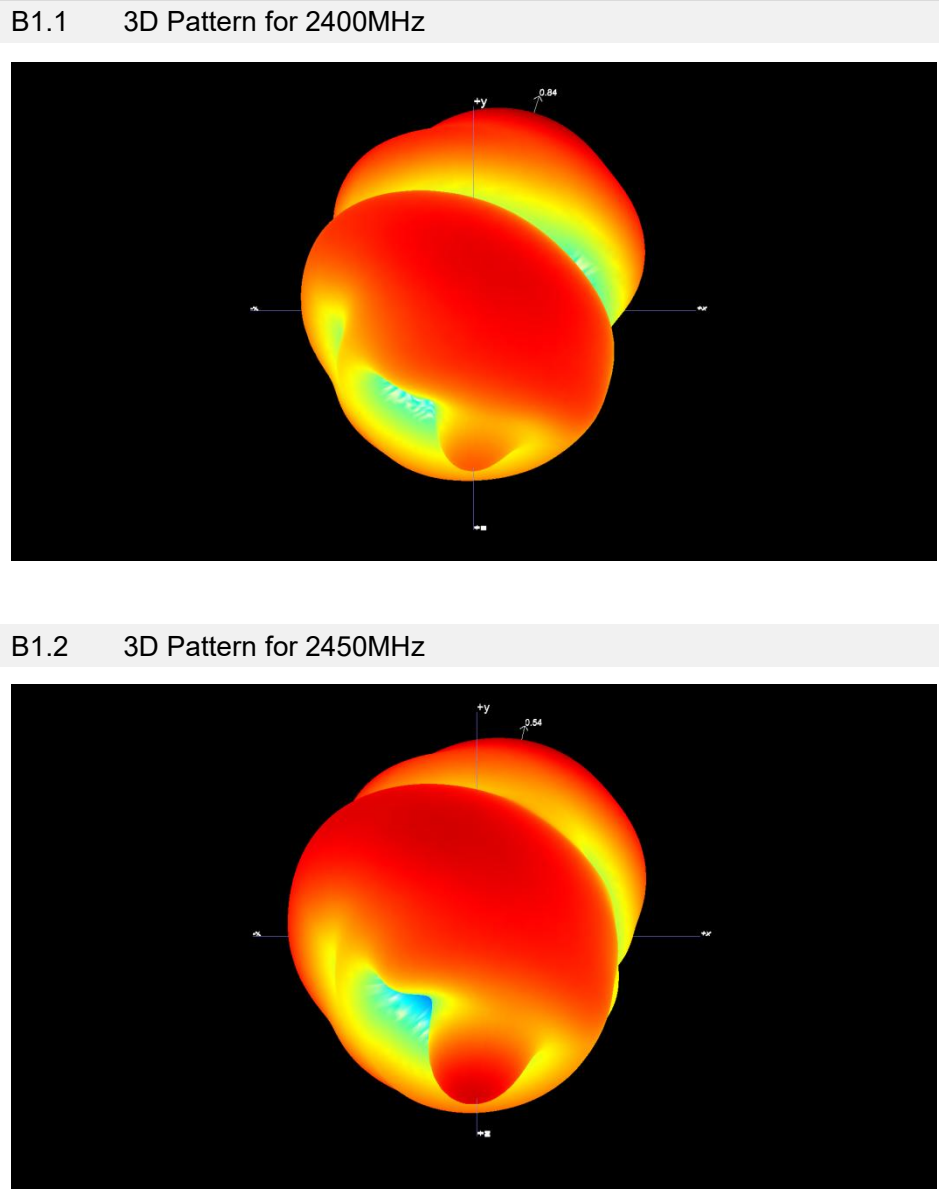 B1.1 3D Pattern for 2400MHz
+y
0.84
-x
+x
B1.2 3D Pattern for 2450MHz
+y
0.54
-x
+x